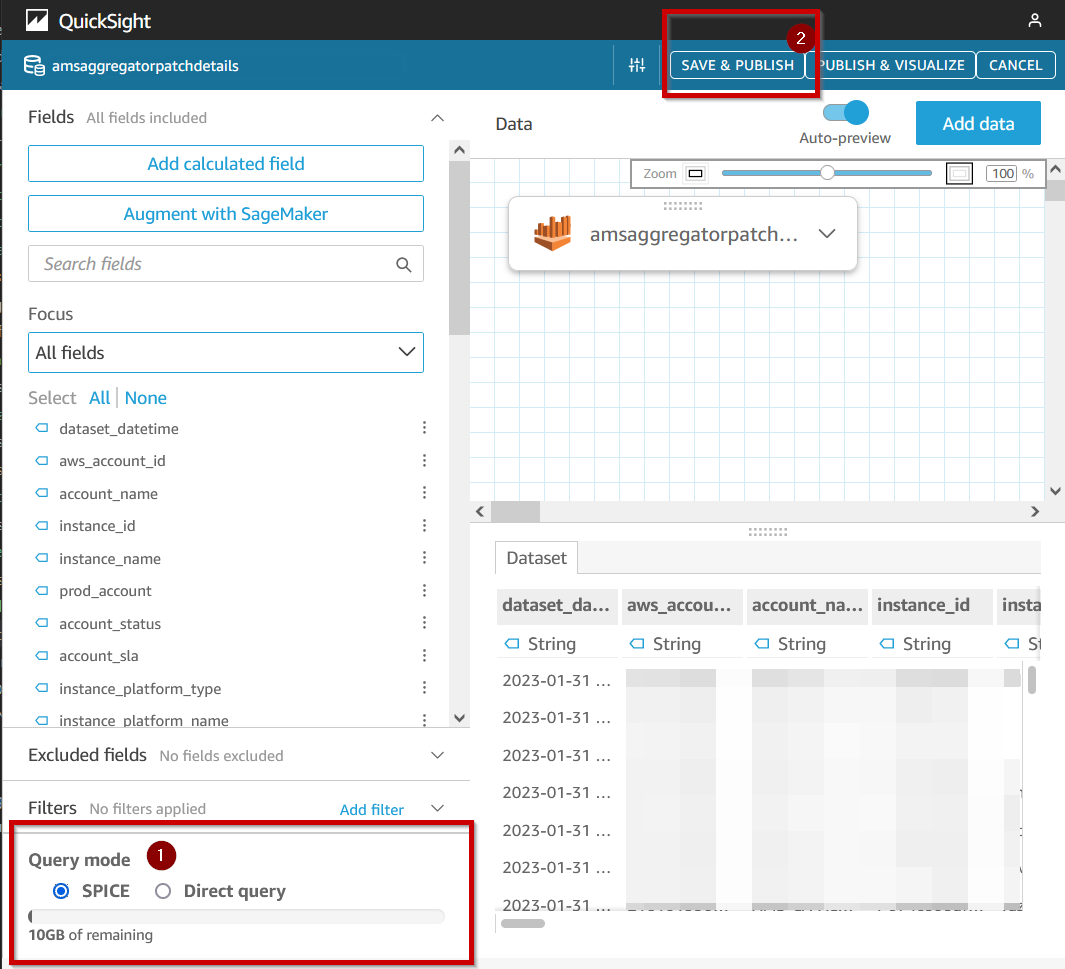 QuickSight
2
amsaggregatorpatchdetails
SAVE & PUBLISH
PUBLISH & VISUALIZE
CANCEL
Fields All fields included
Add calculated field
Augment with SageMaker
Search fields
Focus
All fields
Select All None
dataset_datetime
aws_account_id
account_name
instance_id
instance_name
prod_account
account_status
account_sla
instance_platform_type
instance_platform_name
Excluded fields No fields excluded
Filters No filters applied Add filter
Query mode 1
SPICE Direct query
10GB of remaining
Data
Auto-preview
Add data
Zoom 100 %
amsaggregatorpatch...
Dataset
dataset_da... aws_accou... account_na... instance_id insta
String String String String St
2023-01-31 ...
2023-01-31 ...
2023-01-31 ...
2023-01-31 ...
2023-01-31 ...
2023-01-31 ...
2023-01-31 ...